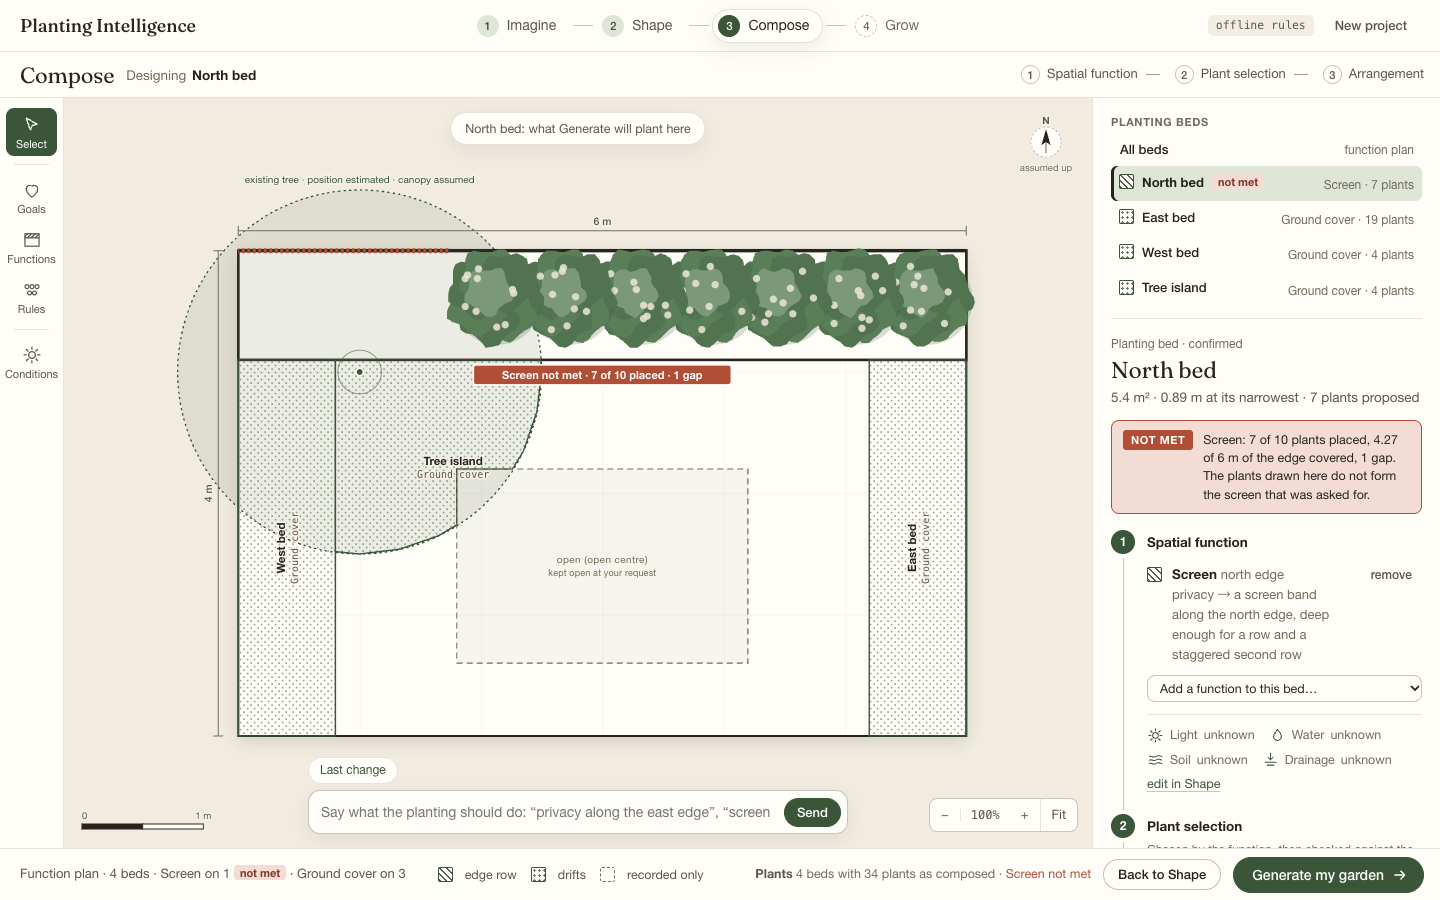 Planting Intelligence
1 Imagine
2 Shape
3 Compose
4 Grow
offline rules
New project
Compose Designing North bed
1 Spatial function
2 Plant selection
3 Arrangement
Select
Goals
Functions
Rules
Conditions
North bed: what Generate will plant here
N
assumed up
existing tree · position estimated · canopy assumed
6 m
4 m
Screen not met · 7 of 10 placed · 1 gap
Tree island
Ground cover
West bed
Ground cover
East bed
Ground cover
open (open centre)
kept open at your request
Last change
Say what the planting should do: “privacy along the east edge”, “screen
Send
0 1 m
− 100% + Fit
PLANTING BEDS
All beds function plan
North bed not met Screen · 7 plants
East bed Ground cover · 19 plants
West bed Ground cover · 4 plants
Tree island Ground cover · 4 plants
Planting bed · confirmed
North bed
5.4 m² · 0.89 m at its narrowest · 7 plants proposed
NOT MET
Screen: 7 of 10 plants placed, 4.27
of 6 m of the edge covered, 1 gap.
The plants drawn here do not form
the screen that was asked for.
1 Spatial function
Screen north edge remove
privacy → a screen band
along the north edge, deep
enough for a row and a
staggered second row
Add a function to this bed...
Light unknown Water unknown
Soil unknown Drainage unknown
edit in Shape
2 Plant selection
Chosen by the function, then checked against the
Function plan · 4 beds · Screen on 1 not met · Ground cover on 3
edge row
drifts
recorded only
Plants 4 beds with 34 plants as composed · Screen not met
Back to Shape
Generate my garden →